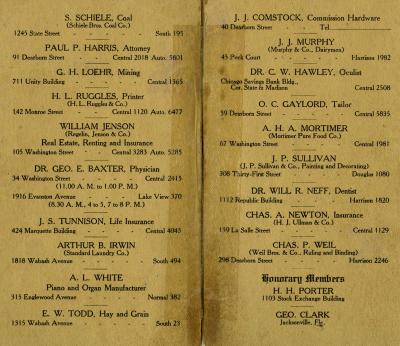 S. SCHIELE, Coal
(Schiele Bros. Coal Co.)
1245 State Street - - - South 195
PAUL P. HARRIS, Attorney
91 Dearborn Street - Central 2018 Auto. 5801
G. H. LOEHR, Mining
711 Unity Building - - - Central 1365
H. L. RUGGLES, Printer
(H. L. Ruggles & Co.)
142 Monroe Street - Central 1120 Auto. 6477
WILLIAM JENSON
(Regelin, Jenson & Co.)
Real Estate, Renting and Insurance
105 Washington Street - Central 3283 Auto. 5285
DR. GEO. E. BAXTER, Physician
34 Washington Street - - - Central 2415
(11.00 A. M. to 1.00 P. M.)
1916 Evanston Avenue - - Lake View 370
(8.30 A. M., 4 to 5, 7 to 8 P. M.)
J. S. TUNNISON, Life Insurance
424 Marquette Building - - - Central 4045
ARTHUR B. IRWIN
(Standard Laundry Co.)
1818 Wabash Avenue - - - South 494
A. L. WHITE
Piano and Organ Manufacturer
315 Englewood Avenue - - - Normal 382
E. W. TODD, Hay and Grain
1315 Wabash Avenue - - - South 23
J. J. COMSTOCK, Commission Hardware
40 Dearborn Street - - Tel.
J. J. MURPHY
(Murphy & Co., Dairymen)
45 Peck Court - - - Harrison 1982
DR. C. W. HAWLEY, Oculist
Chicago Savings Bank Bldg.,
Cor. State & Madison Central 2508
O. C. GAYLORD, Tailor
59 Dearborn Street - - - Central 5835
A. H. A. MORTIMER
(Mortimer Pure Food Co.)
67 Washington Street - - - Central 1981
J. P. SULLIVAN
(J. P. Sullivan & Co., Painting and Decorating)
308 Thirty-First Street - - Douglas 1080
DR. WILL R. NEFF, Dentist
1112 Republic Building - - Harrison 1820
CHAS. A. NEWTON, Insurance
(H. J. Ullman & Co.)
159 La Salle Street - - - Central 1129
CHAS. P. WEIL
(Weil Bros. & Co., Ruling and Binding)
298 Dearborn Street - - Harrison 2246
Honorary Members
H. H. PORTER
1103 Stock Exchange Building
GEO. CLARK
Jacksonville, Fla.